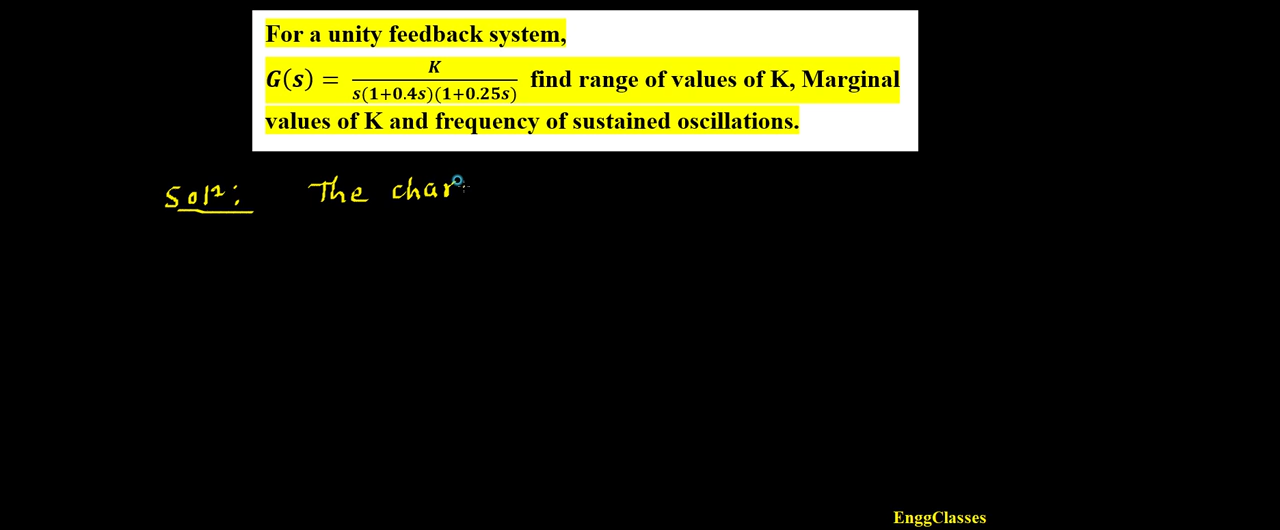 For a unity feedback system,
G(s) = K / s(1+0.4s)(1+0.25s) find range of values of K, Marginal
values of K and frequency of sustained oscillations.
Solⁿ: The char
EnggClasses